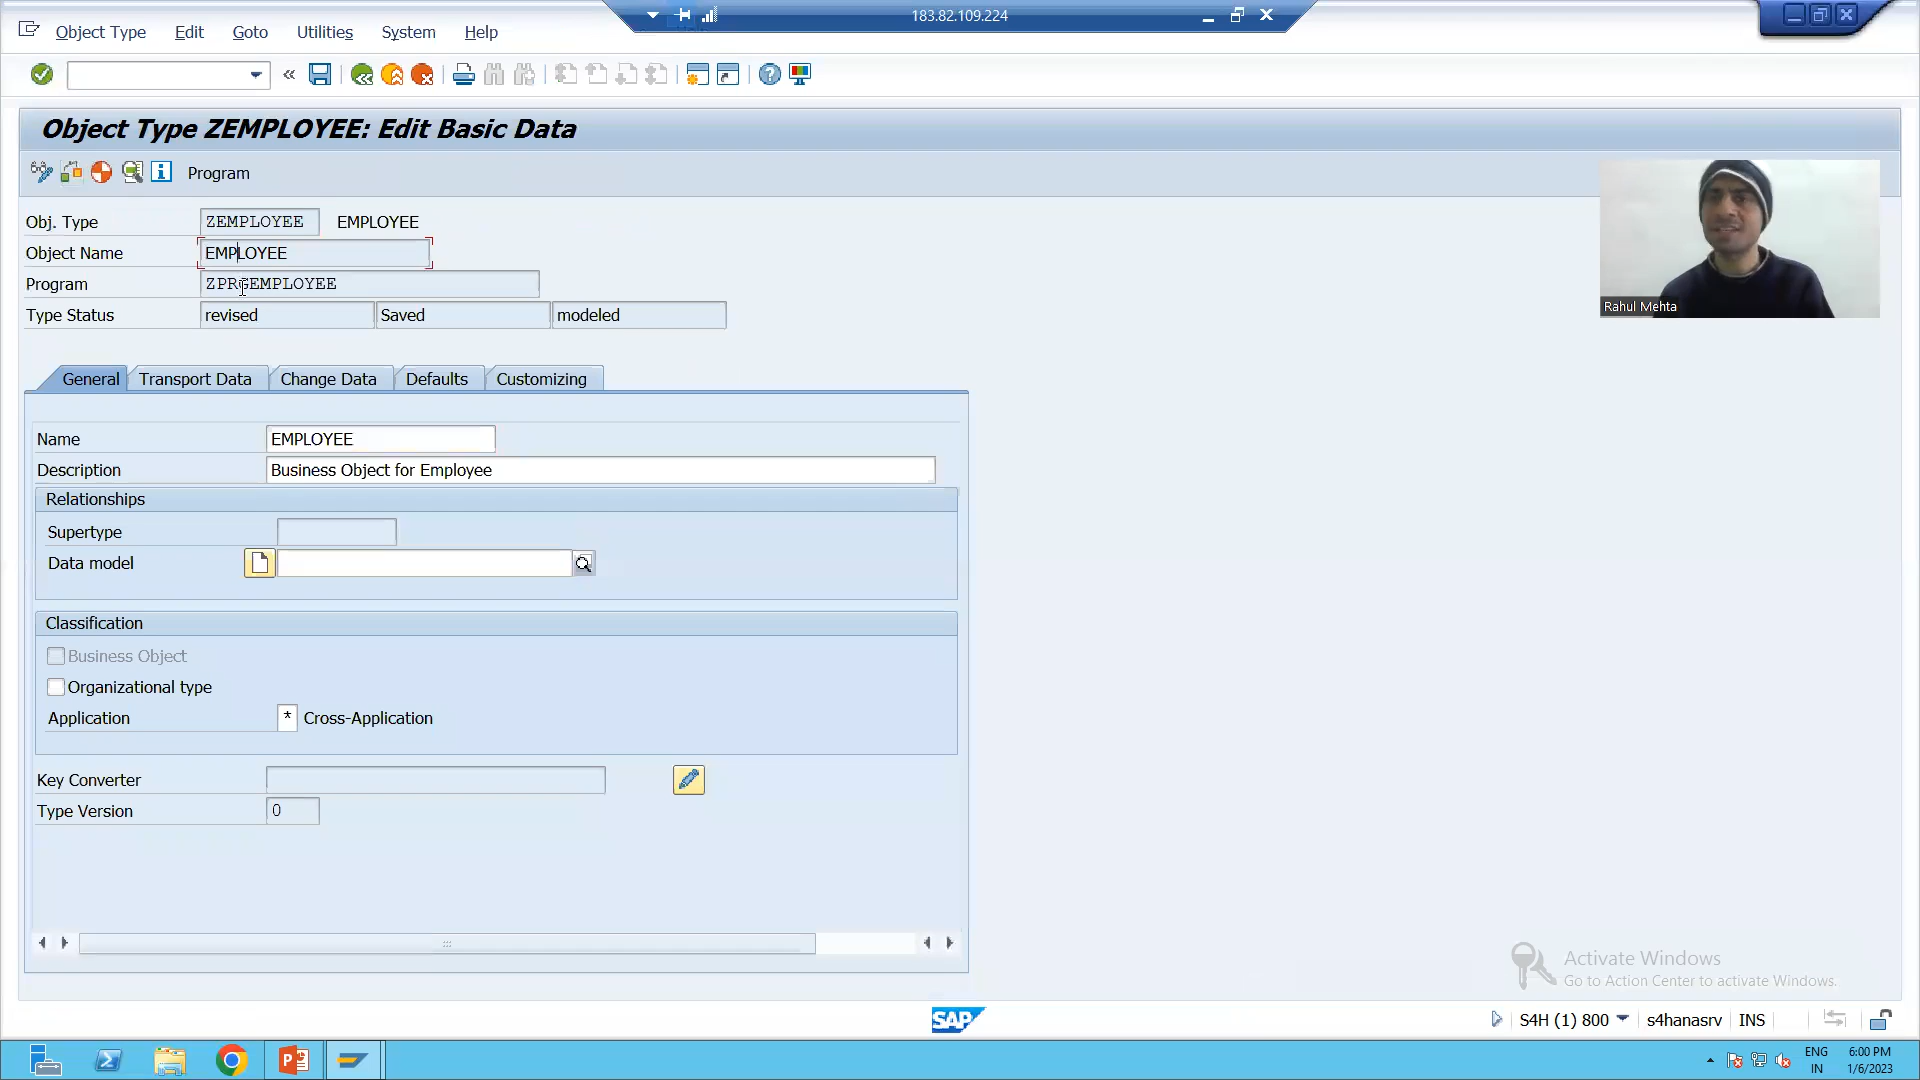 183.82.109.224
Object Type Edit Goto Utilities System Help
Object Type ZEMPLOYEE: Edit Basic Data
Program
Obj. Type ZEMPLOYEE EMPLOYEE
Object Name EMPLOYEE
Program ZPRGEMPLOYEE
Type Status revised Saved modeled
Rahul Mehta
General Transport Data Change Data Defaults Customizing
Name EMPLOYEE
Description Business Object for Employee
Relationships
Supertype
Data model
Classification
Business Object
Organizational type
Application * Cross-Application
Key Converter
Type Version 0
Activate Windows
Go to Action Center to activate Windows.
SAP S4H (1) 800 s4hanasrv INS
ENG 6:00 PM
IN 1/6/2023